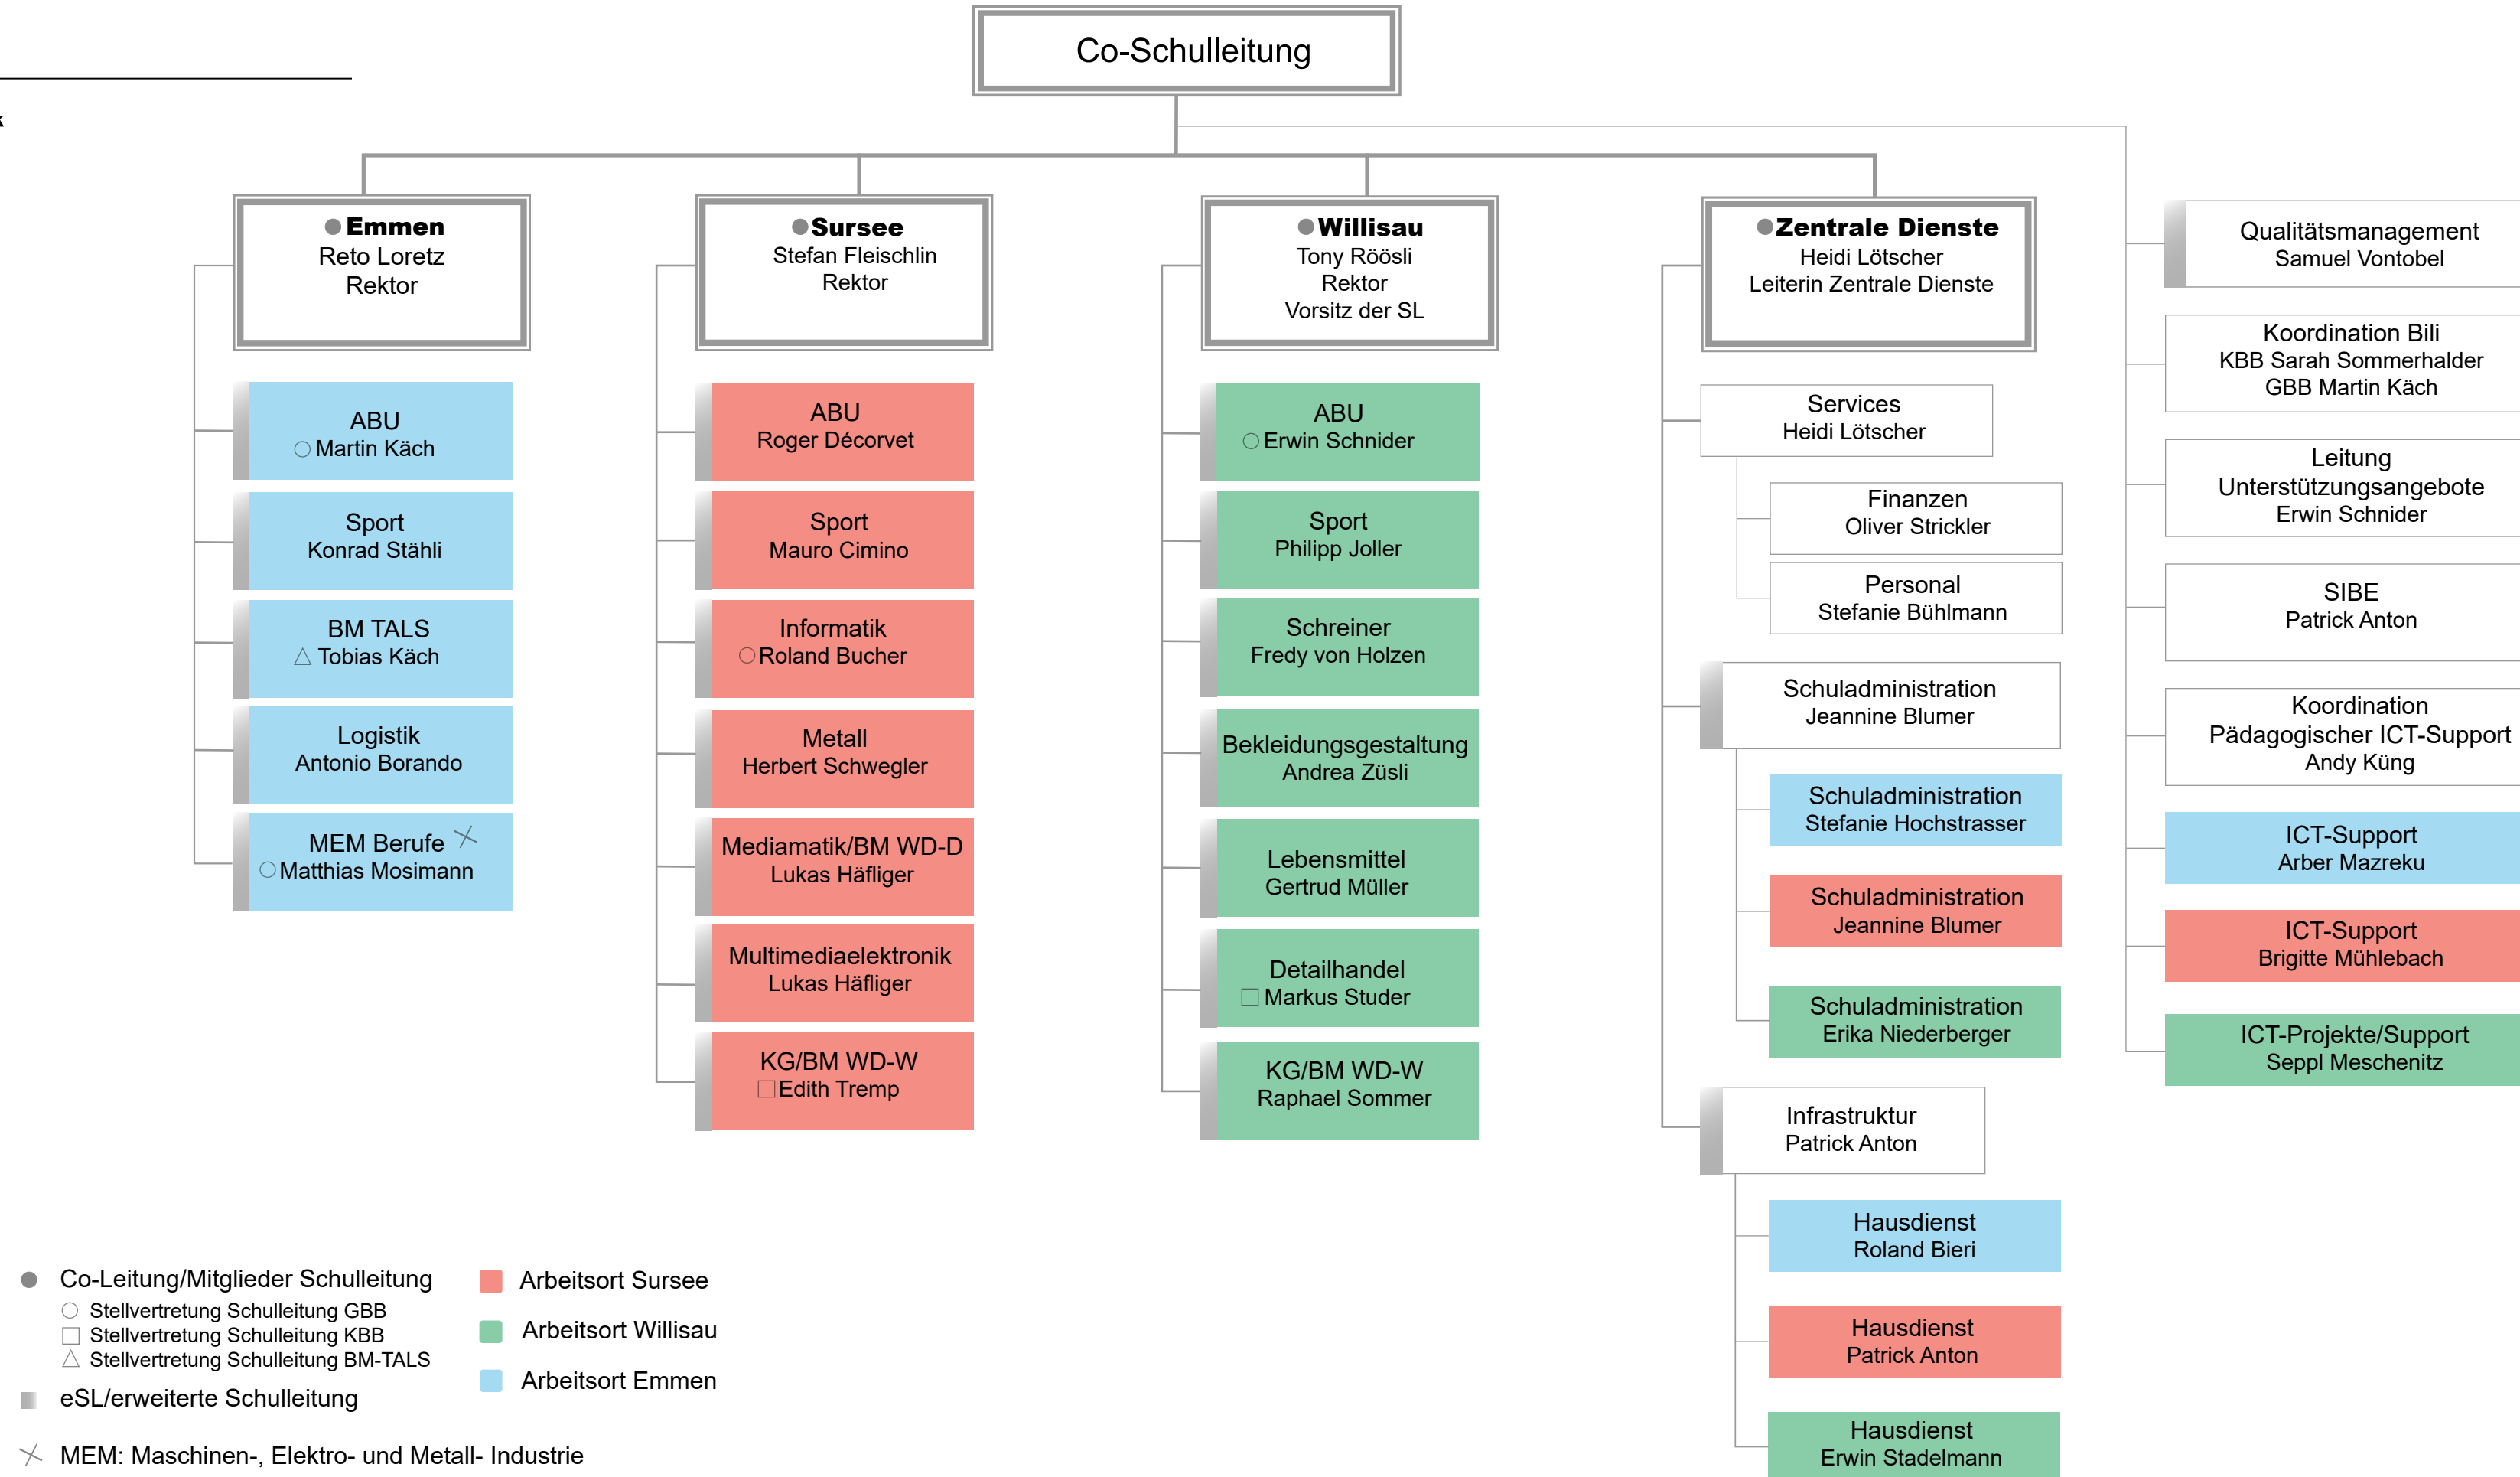 Co-Schulleitung
Emmen
Reto Loretz
Rektor
Sursee
Stefan Fleischlin
Rektor
Willisau
Tony Röösli
Rektor
Vorsitz der SL
Zentrale Dienste
Heidi Lötscher
Leiterin Zentrale Dienste
ABU
Martin Käch
Sport
Konrad Stähli
BM TALS
Tobias Käch
Logistik
Antonio Borando
MEM Berufe
Matthias Mosimann
ABU
Roger Décorvet
Sport
Mauro Cimino
Informatik
Roland Bucher
Metall
Herbert Schwegler
Mediamatik/BM WD-D
Lukas Häfliger
Multimediaelektronik
Lukas Häfliger
KG/BM WD-W
Edith Tremp
ABU
Erwin Schnider
Sport
Philipp Joller
Schreiner
Fredy von Holzen
Bekleidungsgestaltung
Andrea Züsli
Lebensmittel
Gertrud Müller
Detailhandel
Markus Studer
KG/BM WD-W
Raphael Sommer
Services
Heidi Lötscher
Finanzen
Oliver Strickler
Personal
Stefanie Bühlmann
Schuladministration
Jeannine Blumer
Schuladministration
Stefanie Hochstrasser
Schuladministration
Jeannine Blumer
Schuladministration
Erika Niederberger
Infrastruktur
Patrick Anton
Hausdienst
Roland Bieri
Hausdienst
Patrick Anton
Hausdienst
Erwin Stadelmann
Qualitätsmanagement
Samuel Vontobel
Koordination Bili
KBB Sarah Sommerhalder
GBB Martin Käch
Leitung
Unterstützungsangebote
Erwin Schnider
SIBE
Patrick Anton
Koordination
Pädagogischer ICT-Support
Andy Küng
ICT-Support
Arber Mazreku
ICT-Support
Brigitte Mühlebach
ICT-Projekte/Support
Seppl Meschenitz
Co-Leitung/Mitglieder Schulleitung
Stellvertretung Schulleitung GBB
Stellvertretung Schulleitung KBB
Stellvertretung Schulleitung BM-TALS
eSL/erweiterte Schulleitung
MEM: Maschinen-, Elektro- und Metall- Industrie
Arbeitsort Sursee
Arbeitsort Willisau
Arbeitsort Emmen